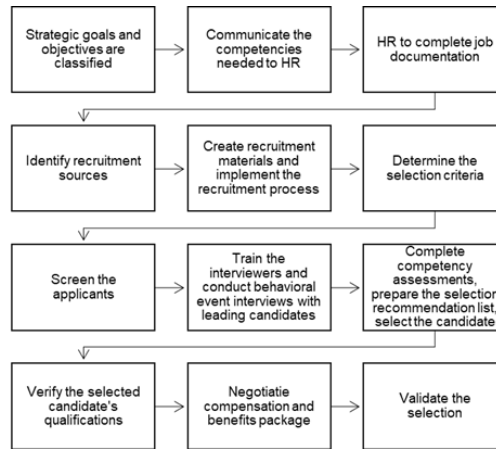 Strategic goals and
objectives are
classified
Communicate the
competencies
needed to HR
HR to complete job
documentation
Identify recruitment
sources
Create recruitment
materials and
implement the
recruitment process
Determine the
selection criteria
Screen the
applicants
Train the
interviewers and
conduct behavioral
event interviews with
leading candidates
Complete
competency
assessments,
prepare the selection
recommendation list,
select the candidate
Verify the selected
candidate's
qualifications
Negotiatie
compensation and
benefits package
Validate the
selection